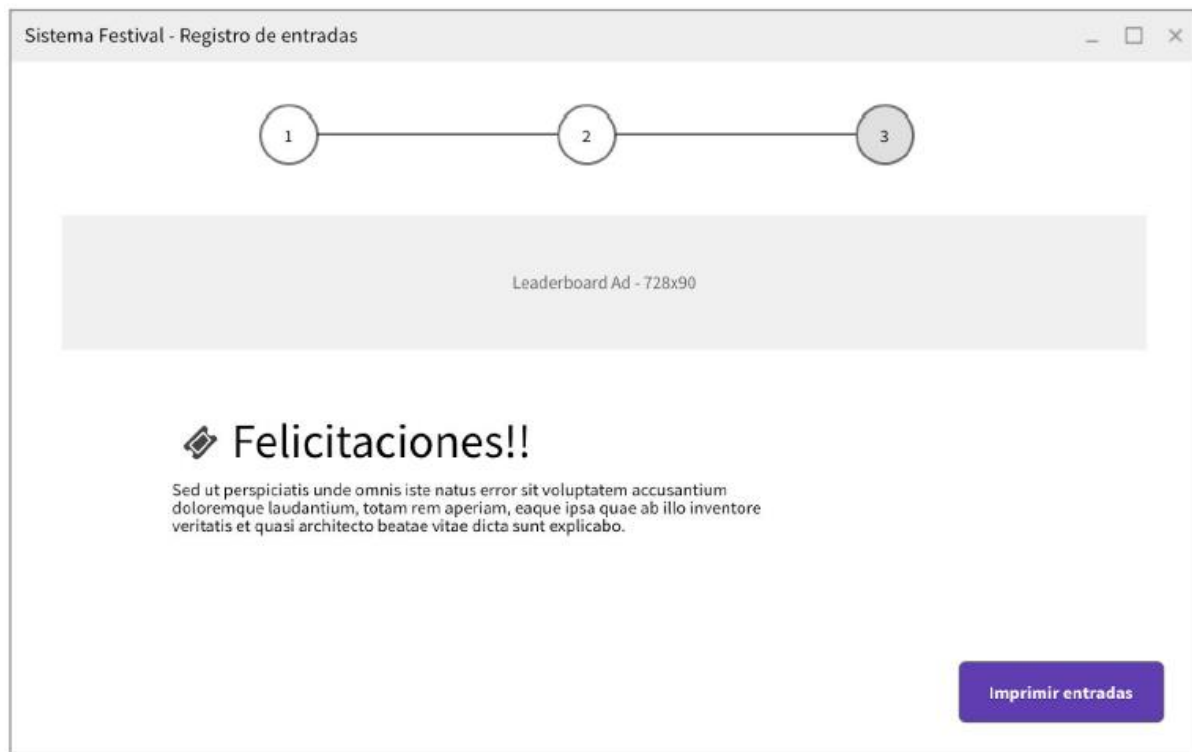 Sistema Festival - Registro de entradas
1
2
3
Leaderboard Ad - 728x90
Felicitaciones!!
Sed ut perspiciatis unde omnis iste natus error sit voluptatem accusantium
doloremque laudantium, totam rem aperiam, eaque ipsa quae ab illo inventore
veritatis et quasi architecto beatae vitae dicta sunt explicabo.
Imprimir entradas